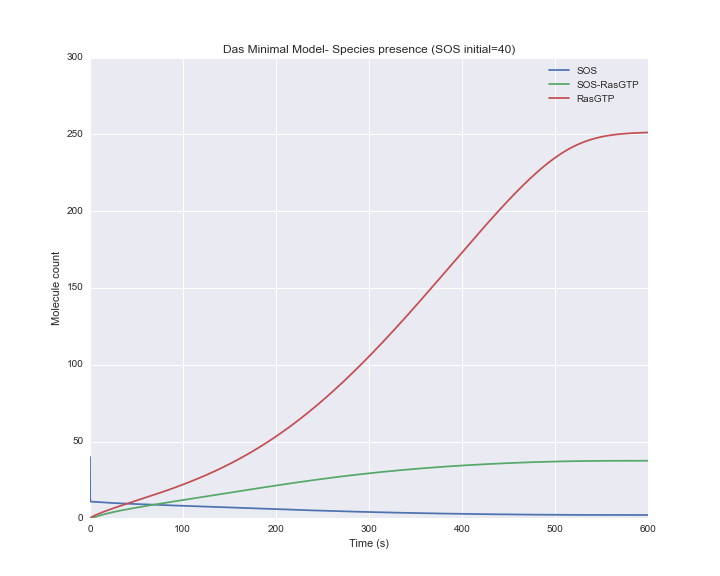 Das Minimal Model- Species presence (SOS initial=40)
300
250
200
150
100
50
0
Molecule count
SOS
SOS-RasGTP
RasGTP
0 100 200 300 400 500 600
Time (s)